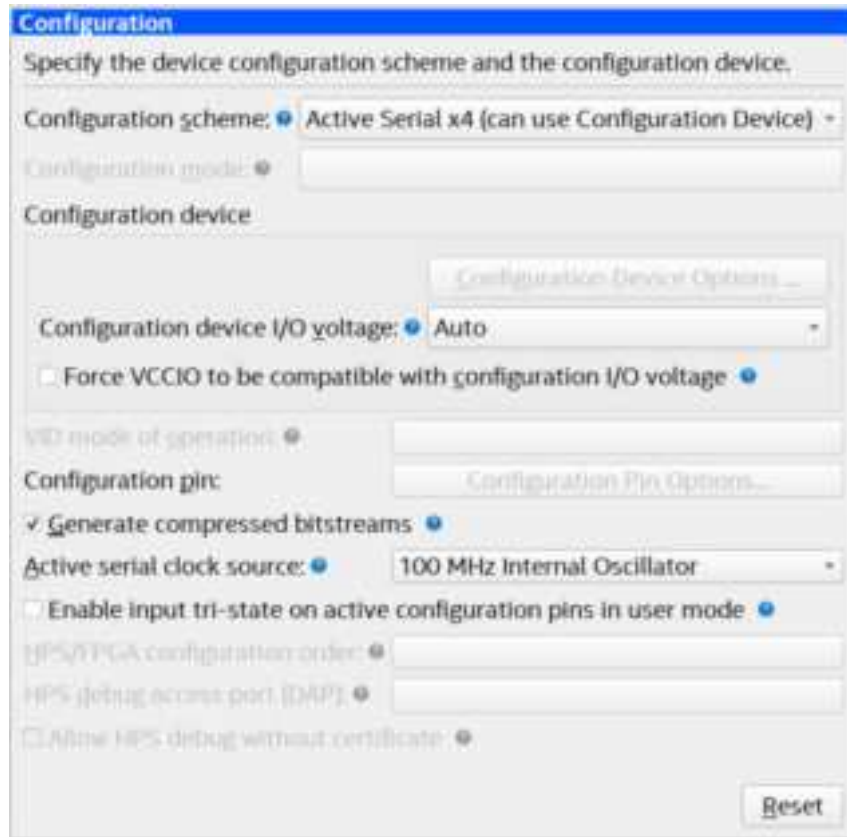 Configuration
Specify the device configuration scheme and the configuration device.
Configuration scheme: Active Serial x4 (can use Configuration Device)
Configuration mode:
Configuration device
Configuration Device Options ...
Configuration device I/O voltage: Auto
Force VCCIO to be compatible with configuration I/O voltage
VID mode of operation:
Configuration pin: Configuration Pin Options...
Generate compressed bitstreams
Active serial clock source: 100 MHz Internal Oscillator
Enable input tri-state on active configuration pins in user mode
HPS/FPGA configuration order:
HPS debug access port (DAP):
Allow HPS debug without certificate
Reset